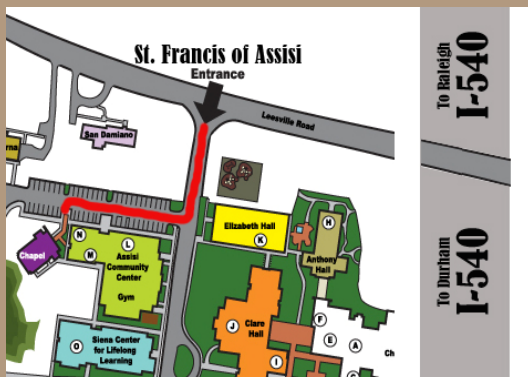 St. Francis of Assisi
Entrance
Leesville Road
To Raleigh
I-540
San Damiano
Elizabeth Hall
K
H
Anthony
Hall
Chapel
N
L
M
Assisi
Community
Center
Gym
To Durham
I-540
J
Clare
Hall
F
E
A
I
O
Siena Center
for Lifelong
Learning